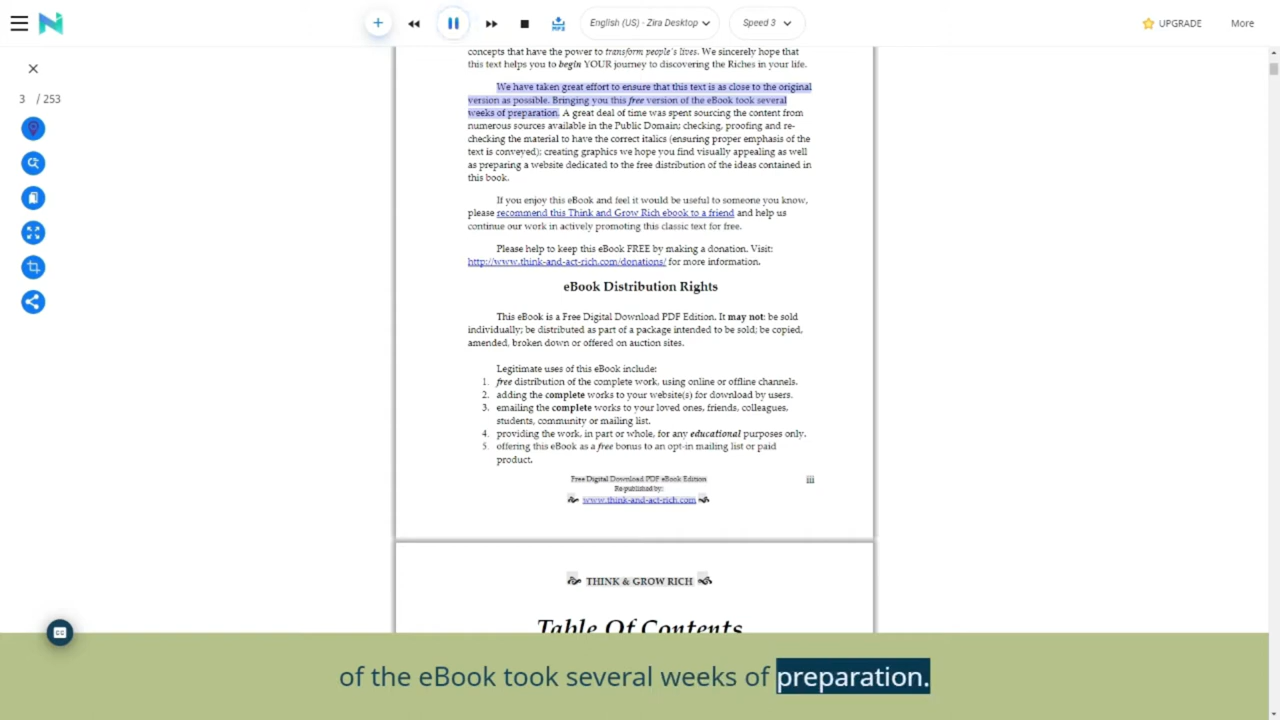 English (US) - Zira Desktop
Speed 3
UPGRADE
More
MP3
3 / 253
concepts that have the power to transform people's lives. We sincerely hope that
this text helps you to begin YOUR journey to discovering the Riches in your life.
We have taken great effort to ensure that this text is as close to the original
version as possible. Bringing you this free version of the eBook took several
weeks of preparation. A great deal of time was spent sourcing the content from
numerous sources available in the Public Domain; checking, proofing and re-
checking the material to have the correct italics (ensuring proper emphasis of the
text is conveyed); creating graphics we hope you find visually appealing as well
as preparing a website dedicated to the free distribution of the ideas contained in
this book.
If you enjoy this eBook and feel it would be useful to someone you know,
please recommend this Think and Grow Rich ebook to a friend and help us
continue our work in actively promoting this classic text for free.
Please help to keep this eBook FREE by making a donation. Visit:
http://www.think-and-act-rich.com/donations/ for more information.
eBook Distribution Rights
This eBook is a Free Digital Download PDF Edition. It may not: be sold
individually; be distributed as part of a package intended to be sold; be copied,
amended, broken down or offered on auction sites.
Legitimate uses of this eBook include:
1. free distribution of the complete work, using online or offline channels.
2. adding the complete works to your website(s) for download by users.
3. emailing the complete works to your loved ones, friends, colleagues,
students, community or mailing list.
4. providing the work, in part or whole, for any educational purposes only.
5. offering this eBook as a free bonus to an opt-in mailing list or paid
product.
Free Digital Download PDF eBook Edition
Re-published by:
www.think-and-act-rich.com
iii
THINK & GROW RICH
Table Of Contents
CC
of the eBook took several weeks of preparation.